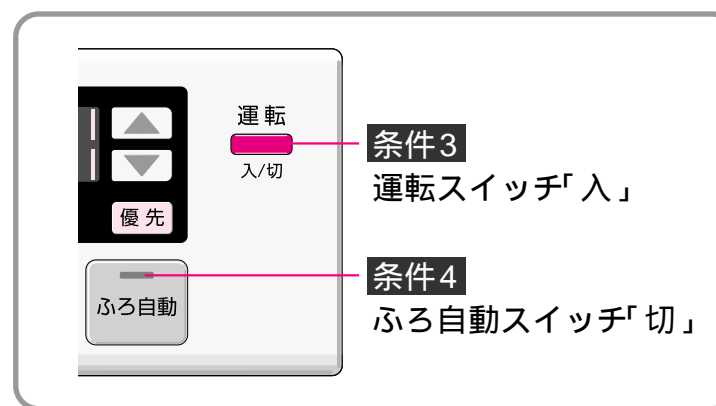 運転
入/切
優先
ふろ自動
条件3
運転スイッチ「入」
条件4
ふろ自動スイッチ「切」